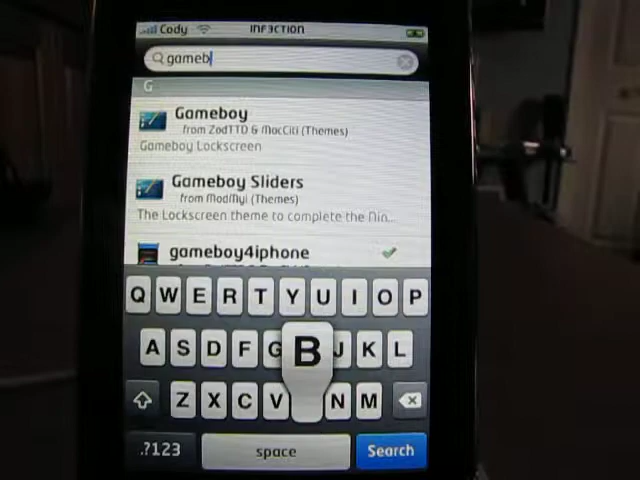 Cody INF3CTION
gameb
G
Gameboy
from ZodTTD & MacCiti (Themes)
Gameboy Lockscreen
Gameboy Sliders
from ModMyi (Themes)
The Lockscreen theme to complete the Nin...
gameboy4iphone
Q W E R T Y U I O P
A S D F G B J K L
Z X C V N M
.?123 space Search